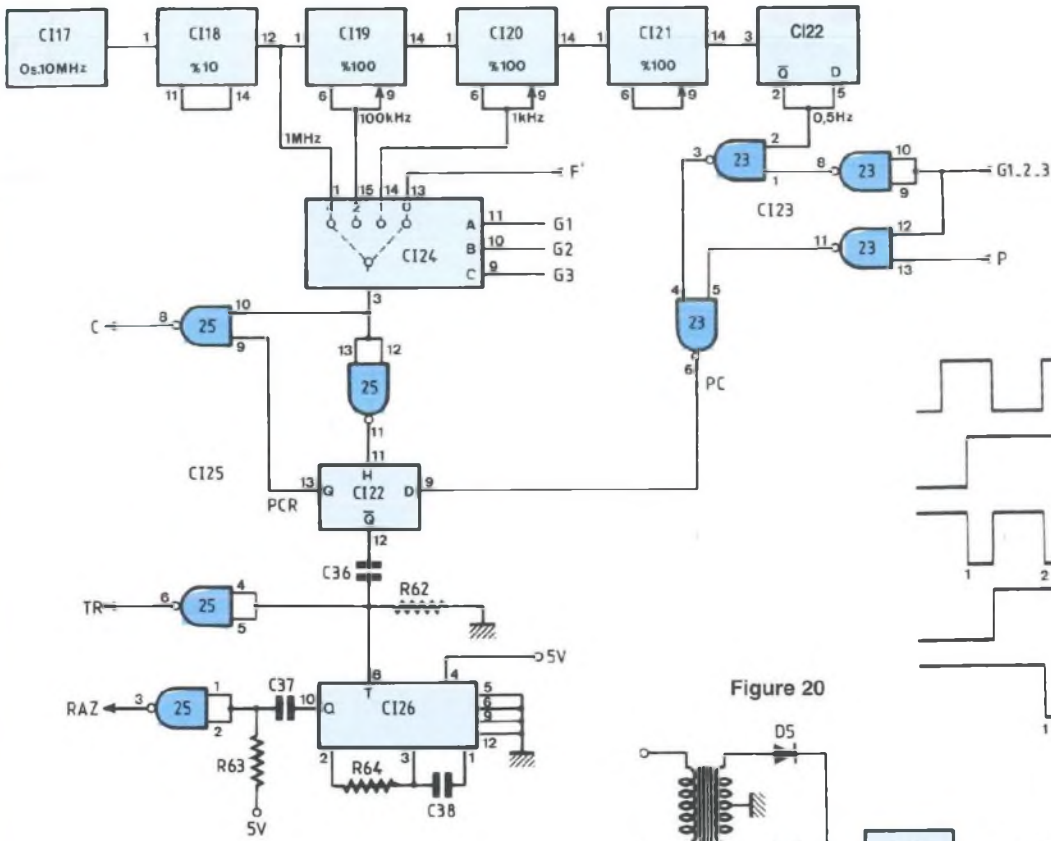 CI17
Os.10MHz
1
CI18
%10
11
14
12
1
CI19
%100
6
9
14
1
CI20
%100
6
9
14
1
CI21
%100
6
9
14
3
CI22
Q
D
2
5
1MHz
100kHz
1kHz
0,5Hz
3
23
2
1
8
23
10
9
G1_2_3
F'
1
15
14
13
A
B
C
11
10
9
G1
G2
G3
CI24
3
CI23
11
23
12
13
P
C
8
25
10
9
13
12
25
11
4
5
23
6
PC
CI25
11
H
13
Q
CI22
D
9
PCR
Q
12
C36
R62
TR
6
25
4
5
5V
RAZ
3
25
1
2
C37
10
Q
T
4
CI26
5
6
9
12
R63
5V
2
R64
3
1
C38
1
2
1
Figure 20
D5